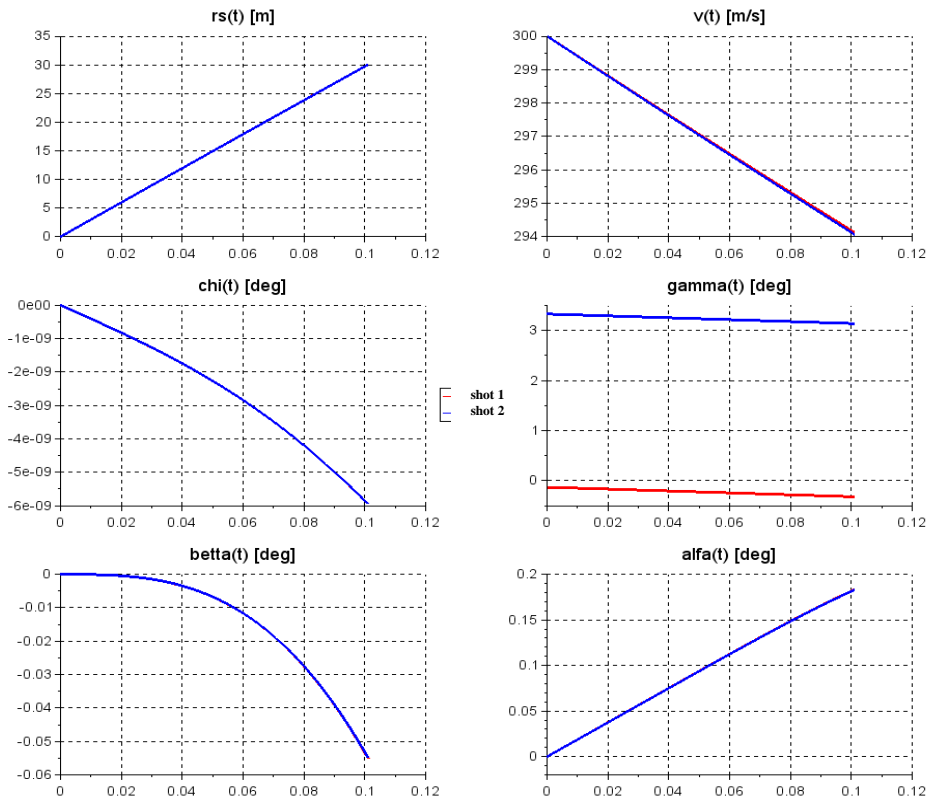 rs(t) [m]
35
30
25
20
15
10
5
0
0 0.02 0.04 0.06 0.08 0.1 0.12
v(t) [m/s]
300
299
298
297
296
295
294
0 0.02 0.04 0.06 0.08 0.1 0.12
chi(t) [deg]
0e00
-1e-09
-2e-09
-3e-09
-4e-09
-5e-09
-6e-09
0 0.02 0.04 0.06 0.08 0.1 0.12
shot 1
shot 2
gamma(t) [deg]
3
2
1
0
0 0.02 0.04 0.06 0.08 0.1 0.12
betta(t) [deg]
0
-0.01
-0.02
-0.03
-0.04
-0.05
-0.06
0 0.02 0.04 0.06 0.08 0.1 0.12
alfa(t) [deg]
0.2
0.15
0.1
0.05
0
0 0.02 0.04 0.06 0.08 0.1 0.12